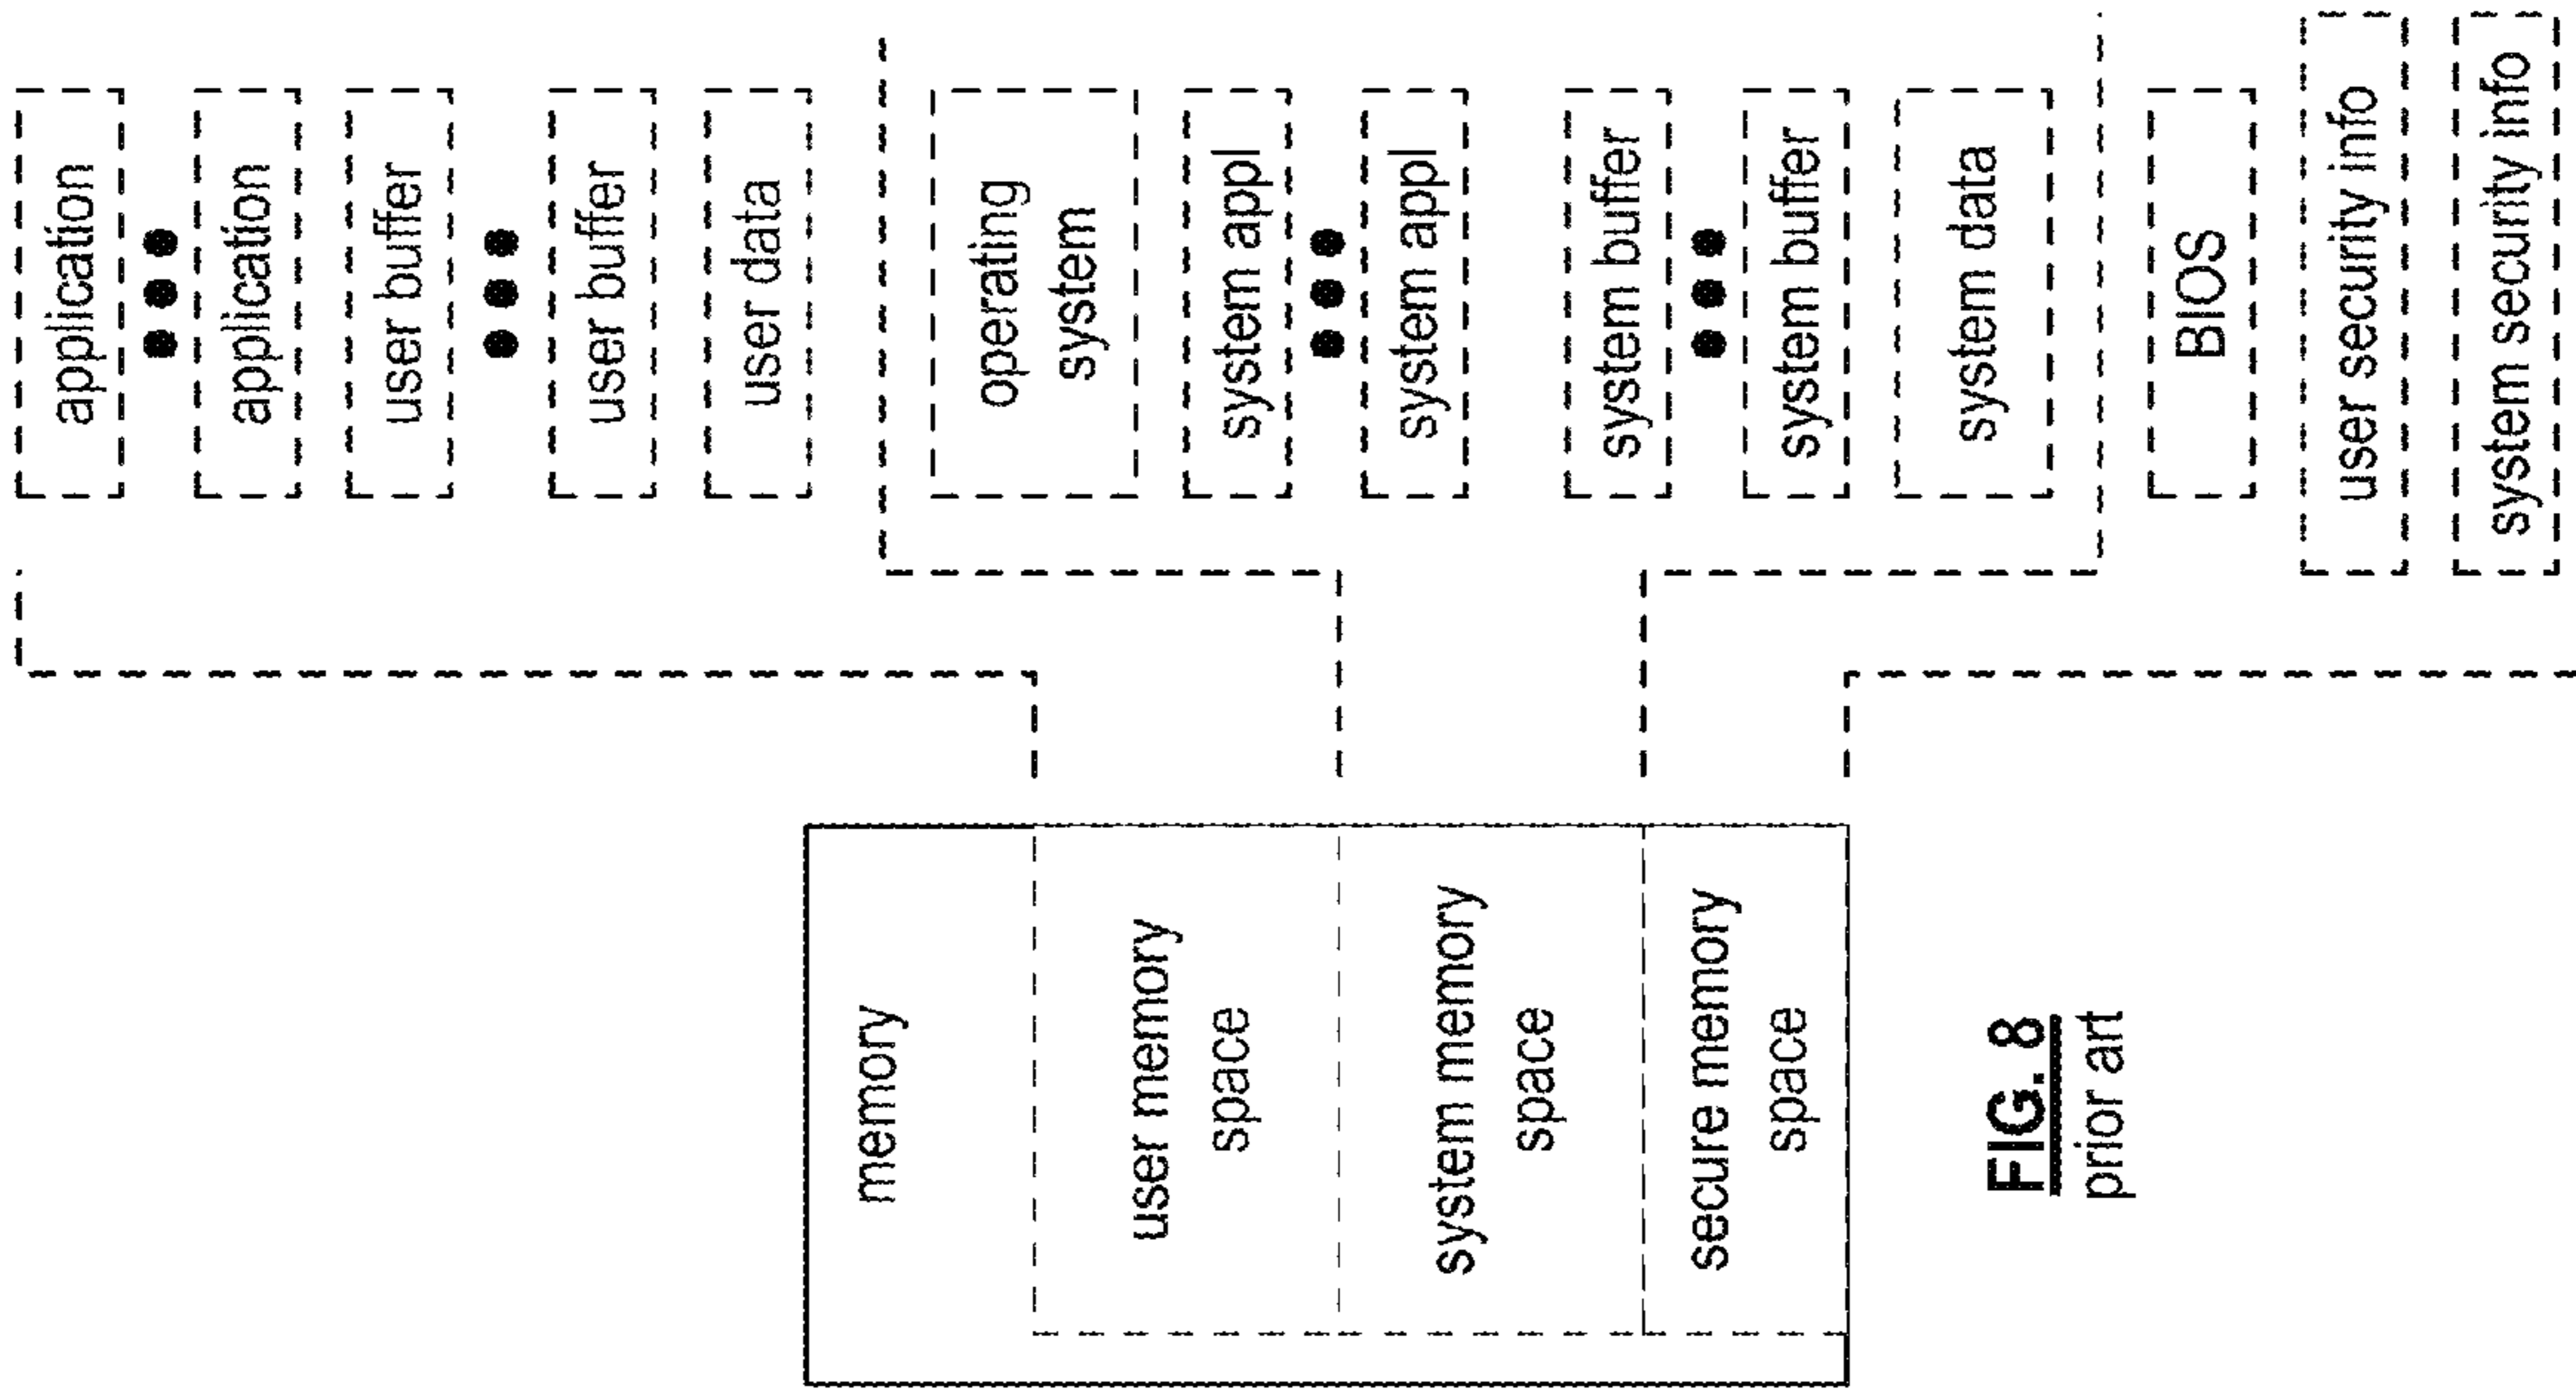 memory
user memory
space
system memory
space
secure memory
space
application
application
user buffer
user buffer
user data
operating
system
system appl
system appl
system buffer
system buffer
system data
BIOS
user security info
system security info
FIG. 8
prior art